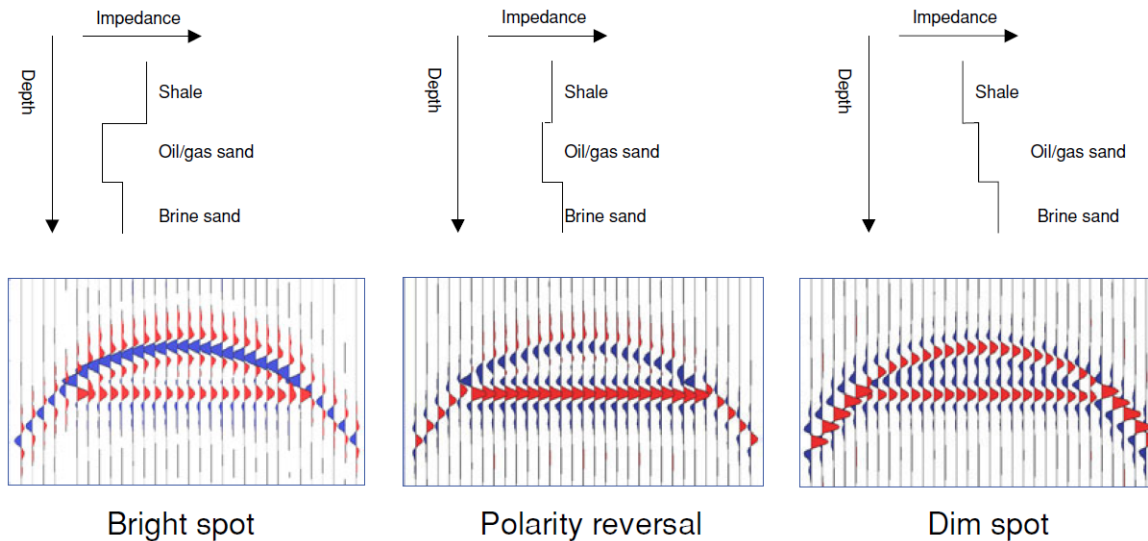 Impedance
Depth
Shale
Oil/gas sand
Brine sand
Impedance
Depth
Shale
Oil/gas sand
Brine sand
Impedance
Depth
Shale
Oil/gas sand
Brine sand
Bright spot
Polarity reversal
Dim spot